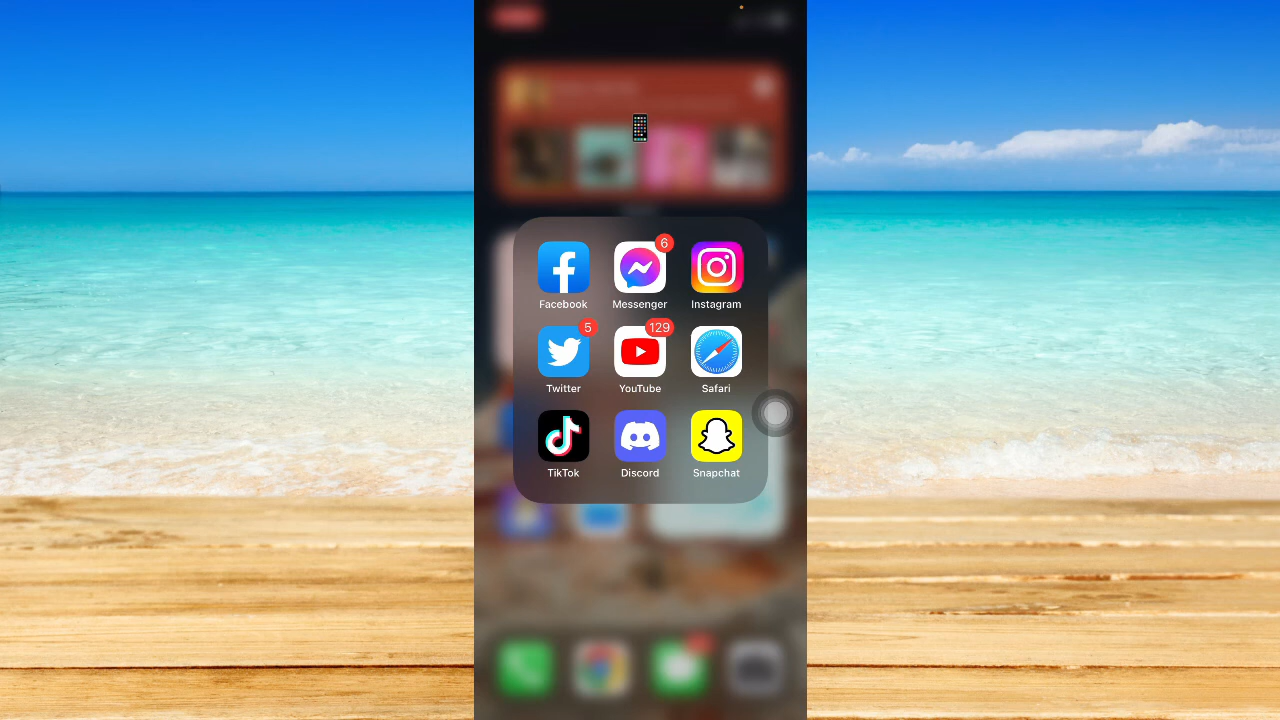 6
Facebook Messenger Instagram
5 129
Twitter YouTube Safari
TikTok Discord Snapchat